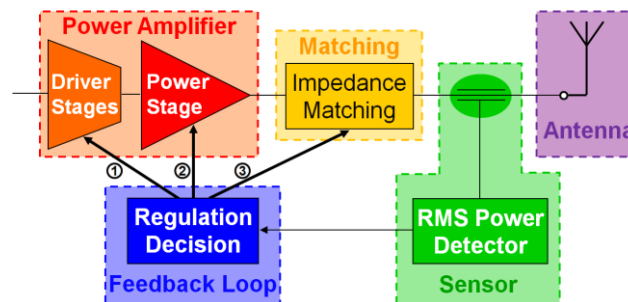 Power Amplifier
Matching
Driver
Stages
Power
Stage
Impedance
Matching
Antenna
①
②
③
Regulation
Decision
RMS Power
Detector
Feedback Loop
Sensor